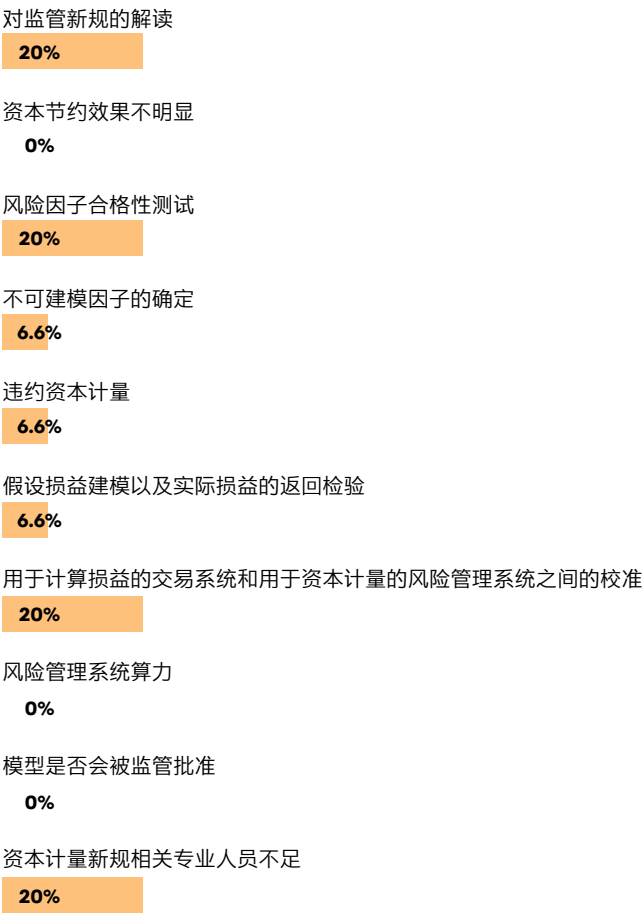 对监管新规的解读
20%
资本节约效果不明显
0%
风险因子合格性测试
20%
不可建模因子的确定
6.6%
违约资本计量
6.6%
假设损益建模以及实际损益的返回检验
6.6%
用于计算损益的交易系统和用于资本计量的风险管理系统之间的校准
20%
风险管理系统算力
0%
模型是否会被监管批准
0%
资本计量新规相关专业人员不足
20%